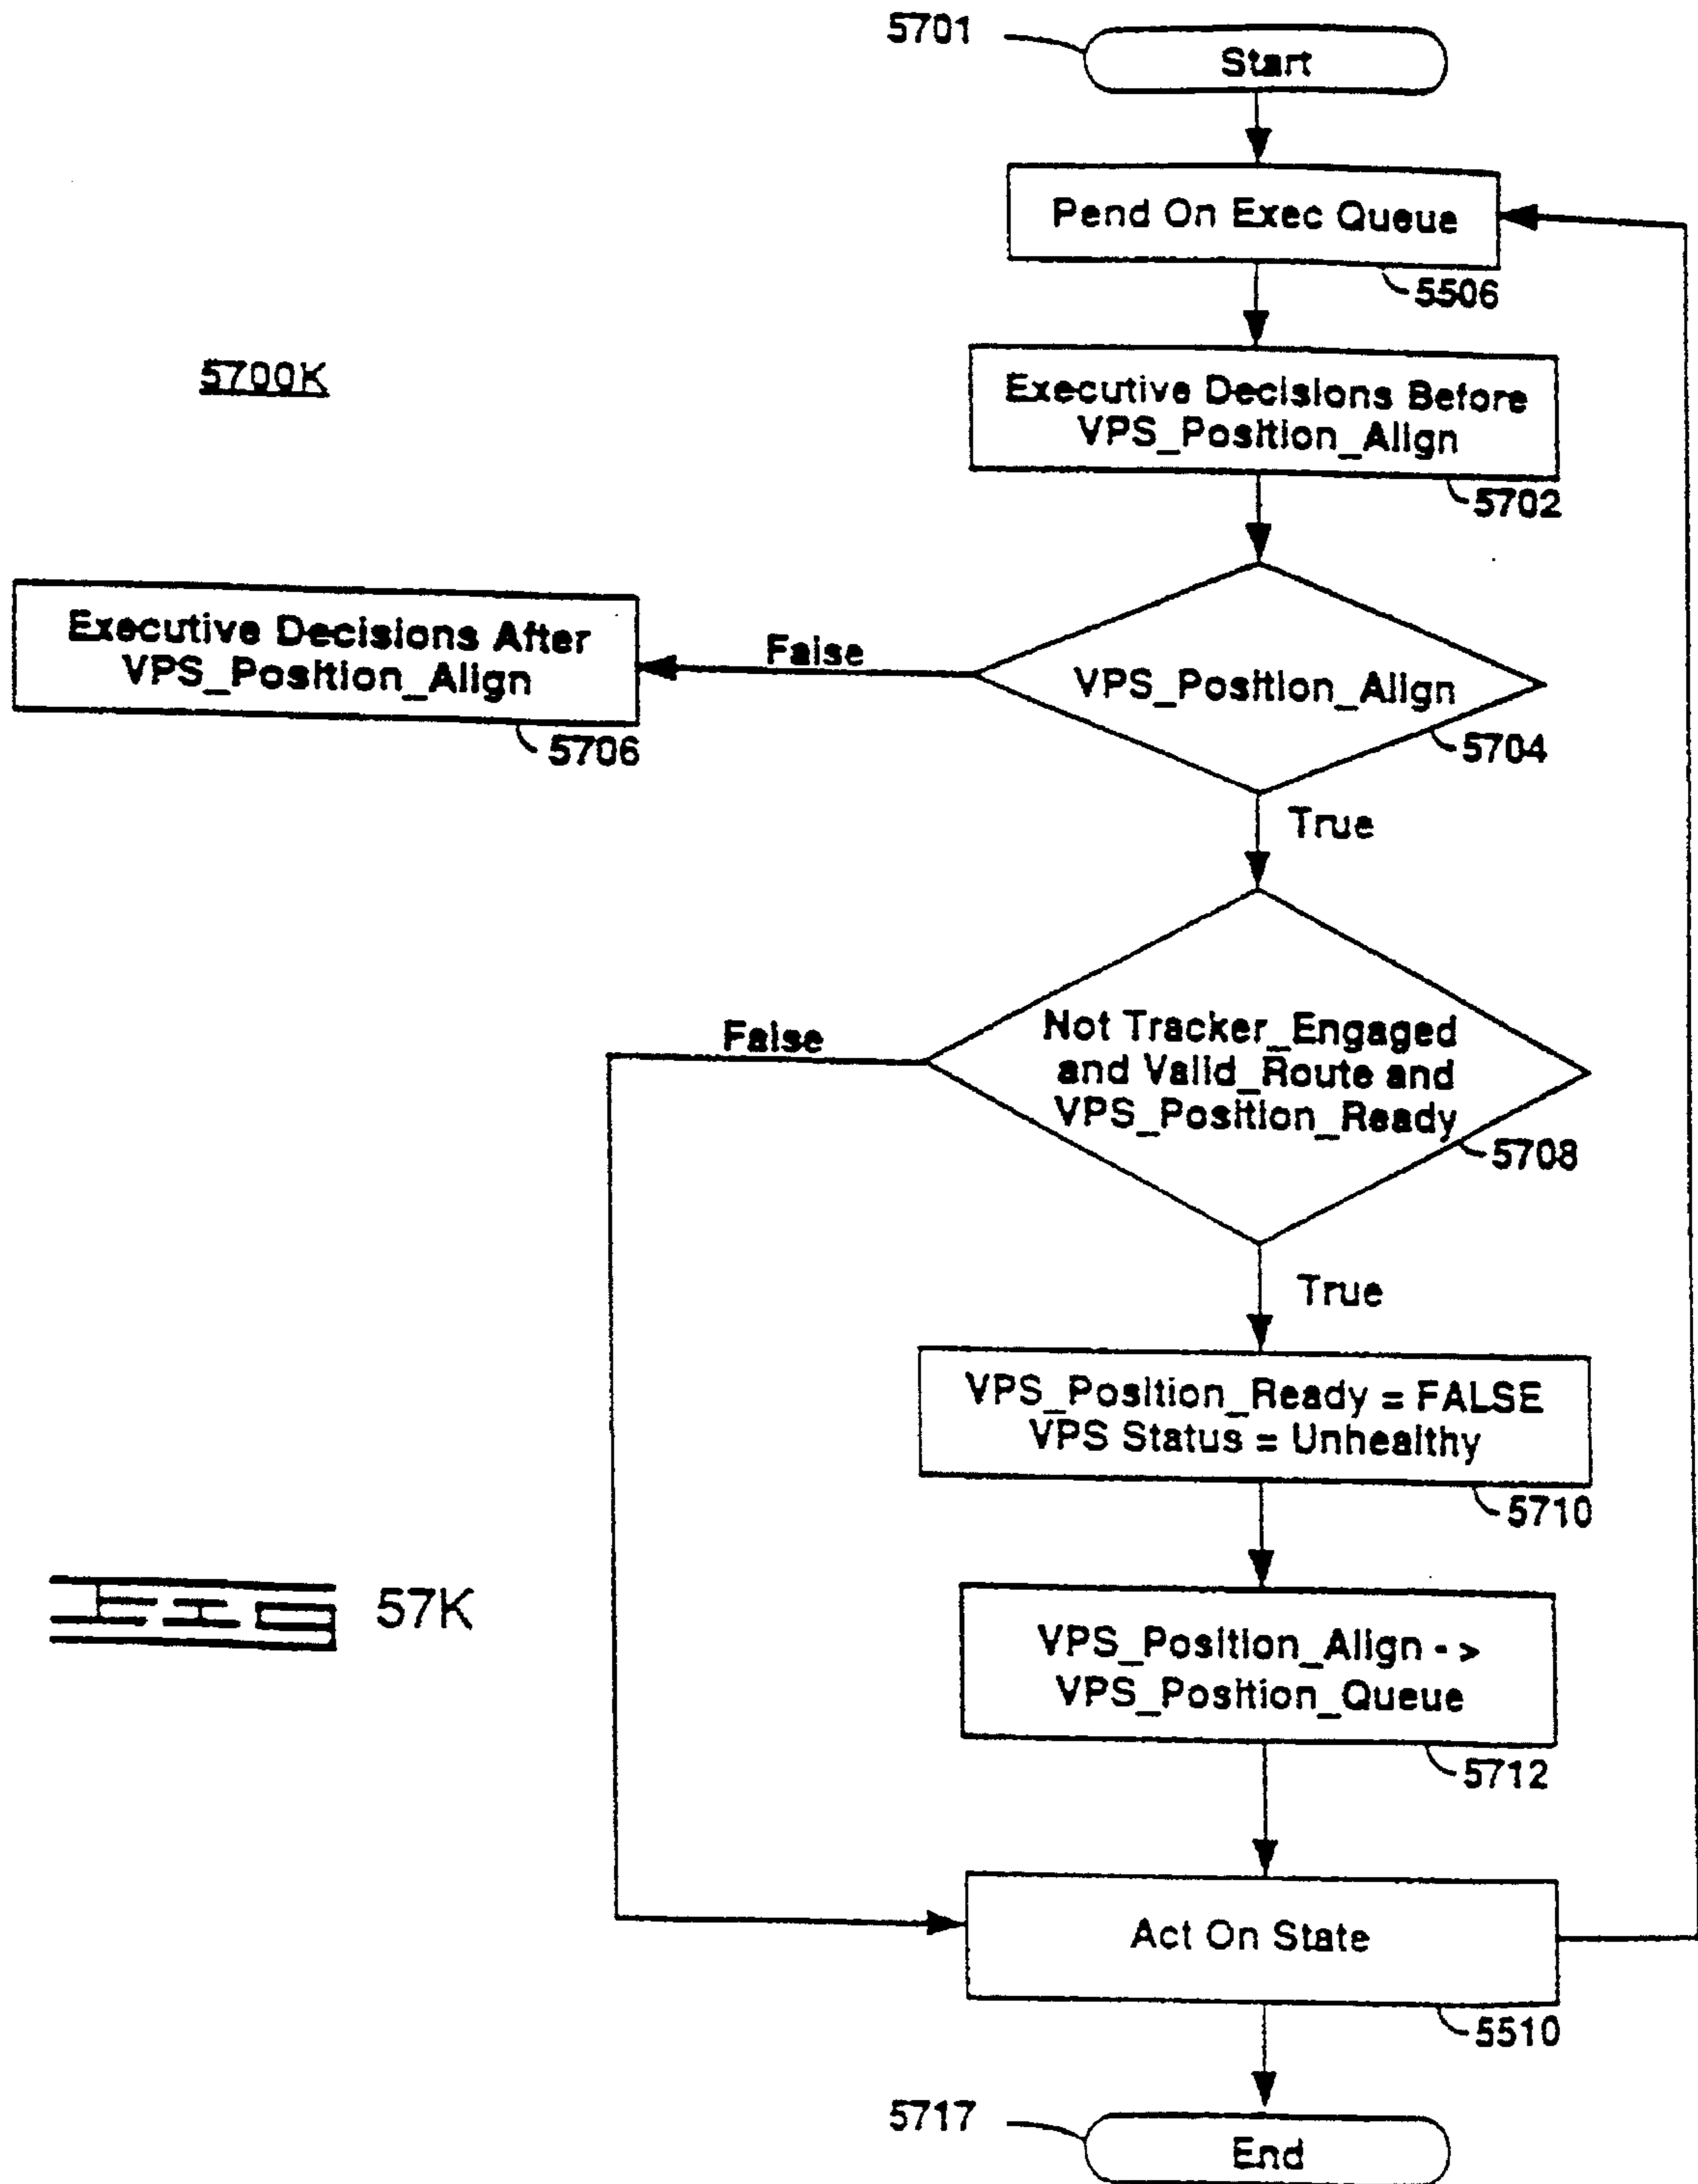 5701
Start
Pend On Exec Queue
5506
5700K
Executive Decisions Before
VPS_Position_Align
5702
Executive Decisions After
VPS_Position_Align
5706
False
VPS_Position_Align
5704
True
False
Not Tracker_Engaged
and Valid_Route and
VPS_Position_Ready
5708
True
VPS_Position_Ready = FALSE
VPS Status = Unhealthy
5710
FIG 57K
VPS_Position_Align - >
VPS_Position_Queue
5712
Act On State
5510
5717
End